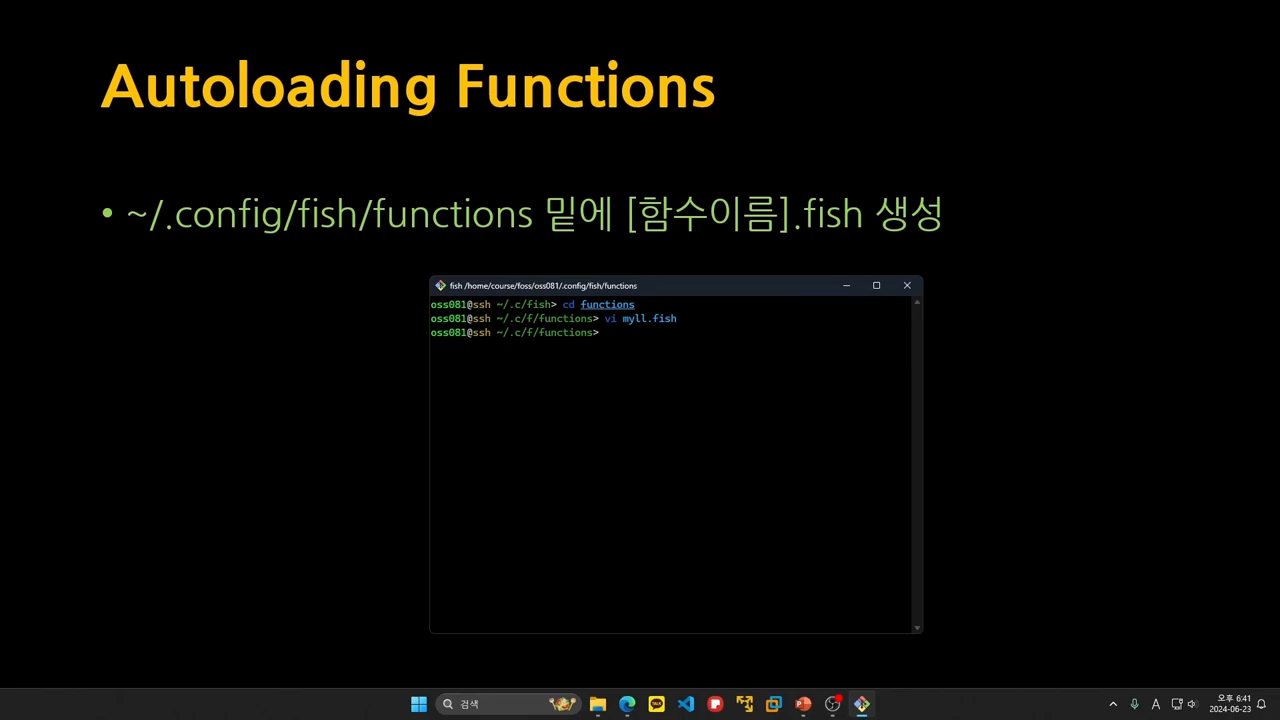 Autoloading Functions
• ~/.config/fish/functions 밑에 [함수이름].fish 생성
fish /home/course/foss/oss081/.config/fish/functions
oss081@ssh ~/.c/fish> cd functions
oss081@ssh ~/.c/f/functions> vi myll.fish
oss081@ssh ~/.c/f/functions>
검색
TALK
A
오후 6:41
2024-06-23